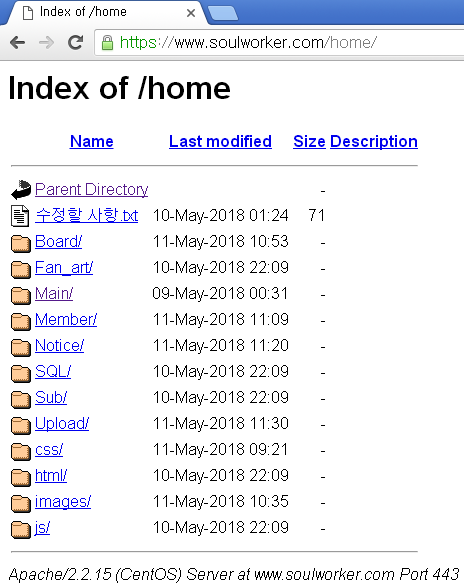 Index of /home
https://www.soulworker.com/home/
Index of /home
Name Last modified Size Description
Parent Directory -
수정할 사항.txt 10-May-2018 01:24 71
Board/ 11-May-2018 10:53 -
Fan_art/ 10-May-2018 22:09 -
Main/ 09-May-2018 00:31 -
Member/ 11-May-2018 11:09 -
Notice/ 11-May-2018 11:20 -
SQL/ 10-May-2018 22:09 -
Sub/ 10-May-2018 22:09 -
Upload/ 11-May-2018 11:30 -
css/ 11-May-2018 09:21 -
html/ 10-May-2018 22:09 -
images/ 11-May-2018 10:35 -
js/ 10-May-2018 22:09 -
Apache/2.2.15 (CentOS) Server at www.soulworker.com Port 443